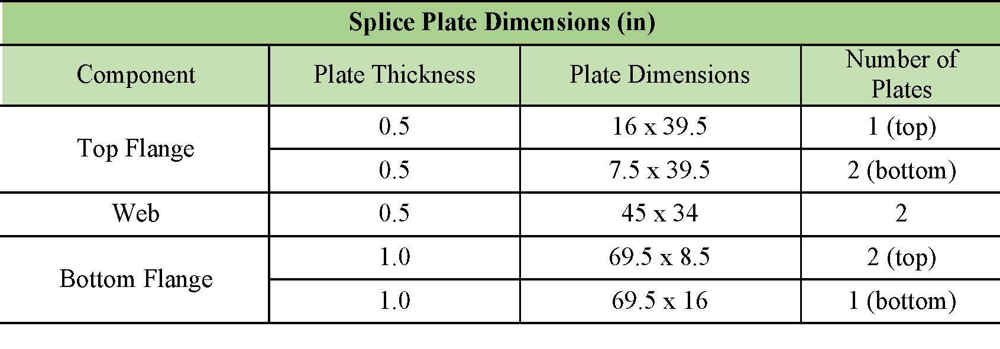 Splice Plate Dimensions (in)
Component Plate Thickness Plate Dimensions Number of
Plates
Top Flange 0.5 16 x 39.5 1 (top)
0.5 7.5 x 39.5 2 (bottom)
Web 0.5 45 x 34 2
Bottom Flange 1.0 69.5 x 8.5 2 (top)
1.0 69.5 x 16 1 (bottom)